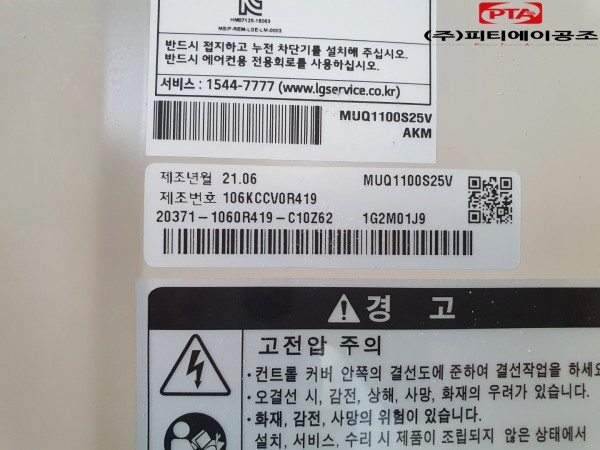 PTA
(주)피티에이공조
HM07125-18063
MSIP-REM-LGE-LM-0003
반드시 접지하고 누전 차단기를 설치해 주십시오.
반드시 에어컨용 전용회로를 사용하십시오.
서비스 : 1544-7777 (www.lgservice.co.kr)
MUQ1100S25V
AKM
제조년월 21.06 MUQ1100S25V
제조번호 106KCCV0R419
20371-1060R419-C10Z62 1G2M01J9
경 고
고전압 주의
· 컨트롤 커버 안쪽의 결선도에 준하여 결선작업을 하세요
· 오결선 시, 감전, 상해, 사망, 화재의 우려가 있습니다.
· 화재, 감전, 사망의 위험이 있습니다.
설치, 서비스, 수리 시 제품이 조립되지 않은 상태에서